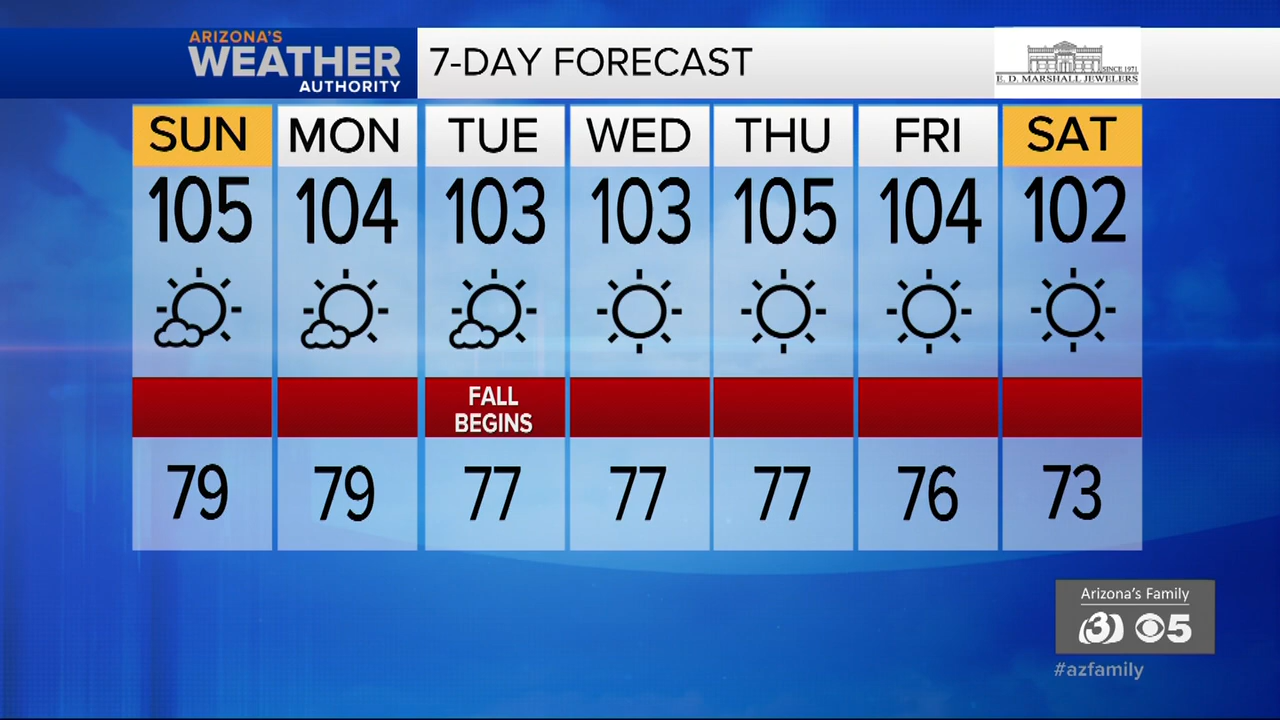 ARIZONA'S
WEATHER
AUTHORITY
7-DAY FORECAST
SINCE 1971
E. D. MARSHALL JEWELERS
SUN MON TUE WED THU FRI SAT
105 104 103 103 105 104 102
FALL
BEGINS
79 79 77 77 77 76 73
Arizona's Family
3 5
#azfamily